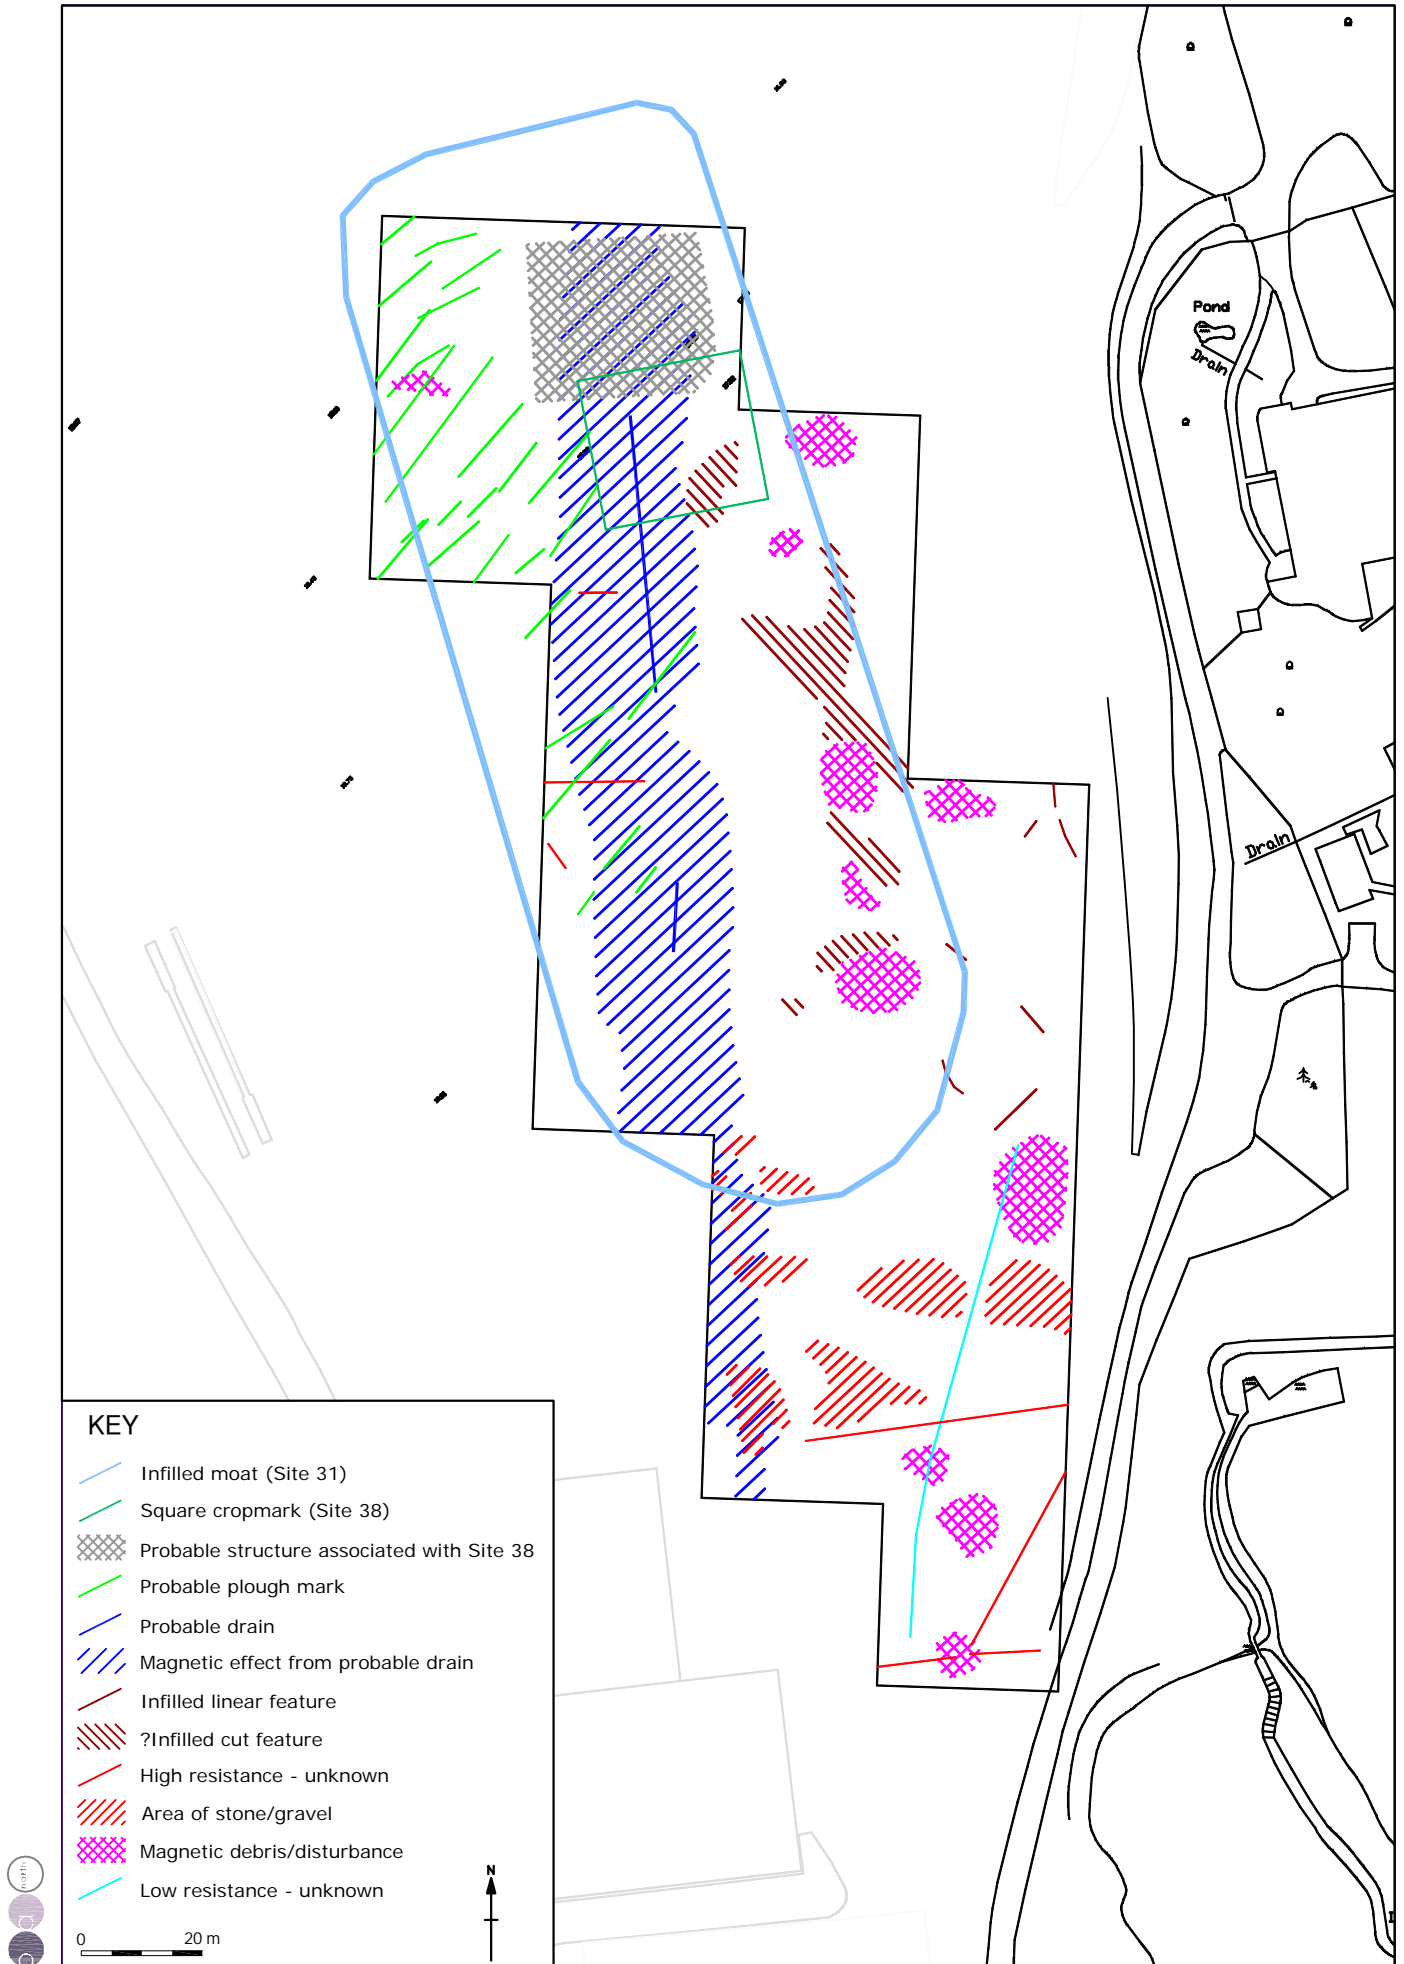 Pond
Drain
Drain
KEY
Infilled moat (Site 31)
Square cropmark (Site 38)
Probable structure associated with Site 38
Probable plough mark
Probable drain
Magnetic effect from probable drain
Infilled linear feature
?Infilled cut feature
High resistance - unknown
Area of stone/gravel
Magnetic debris/disturbance
Low resistance - unknown
N
0 20 m
north